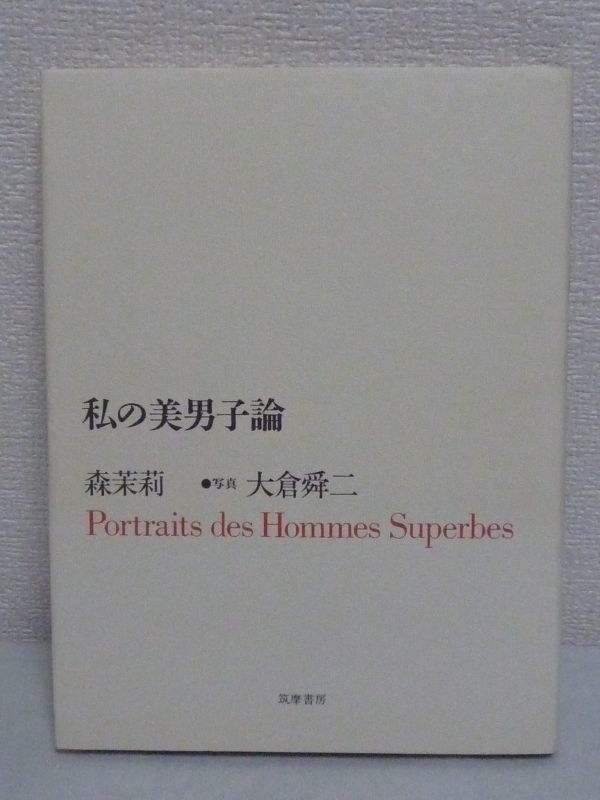 私の美男子論
森茉莉 ●写真 大倉舜二
Portraits des Hommes Superbes
筑摩書房